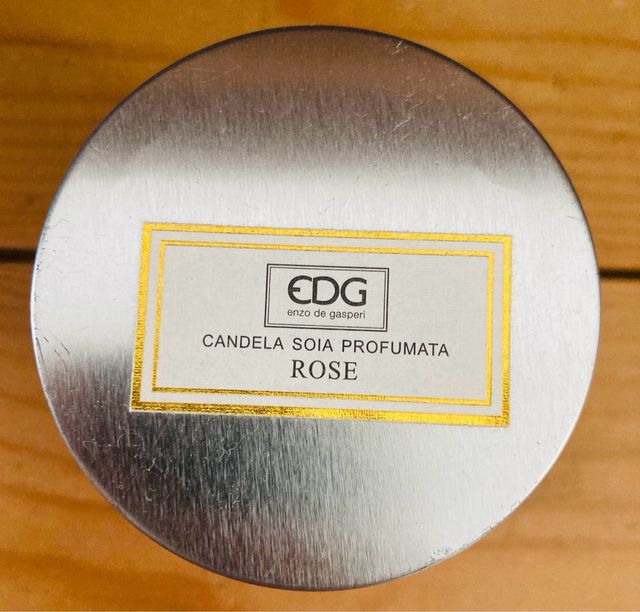 EDG
enzo de gasperi
CANDELA SOIA PROFUMATA
ROSE